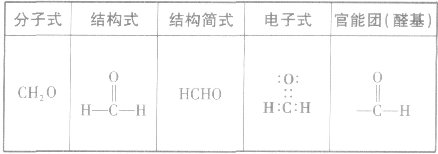 分子式 结构式 结构简式 电子式 官能团(醛基)
CH₂O
O
‖
H—C—H
HCHO
:O:
::
H:C:H
O
‖
—C—H